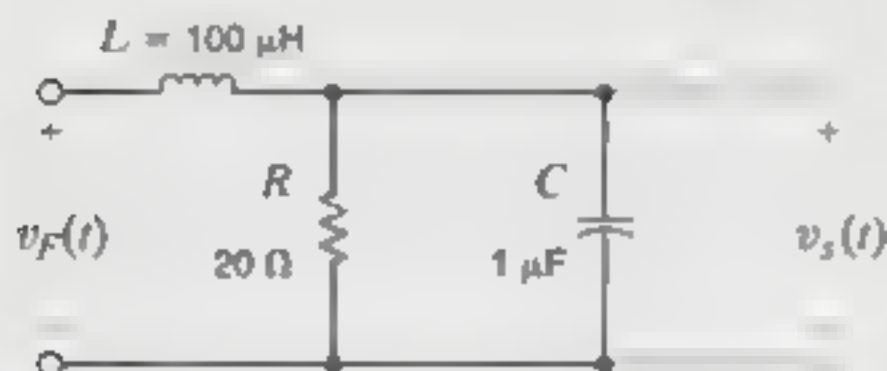 L = 100 μH
+ +
R C
v_F(t) v_s(t)
20 Ω 1 μF
− −